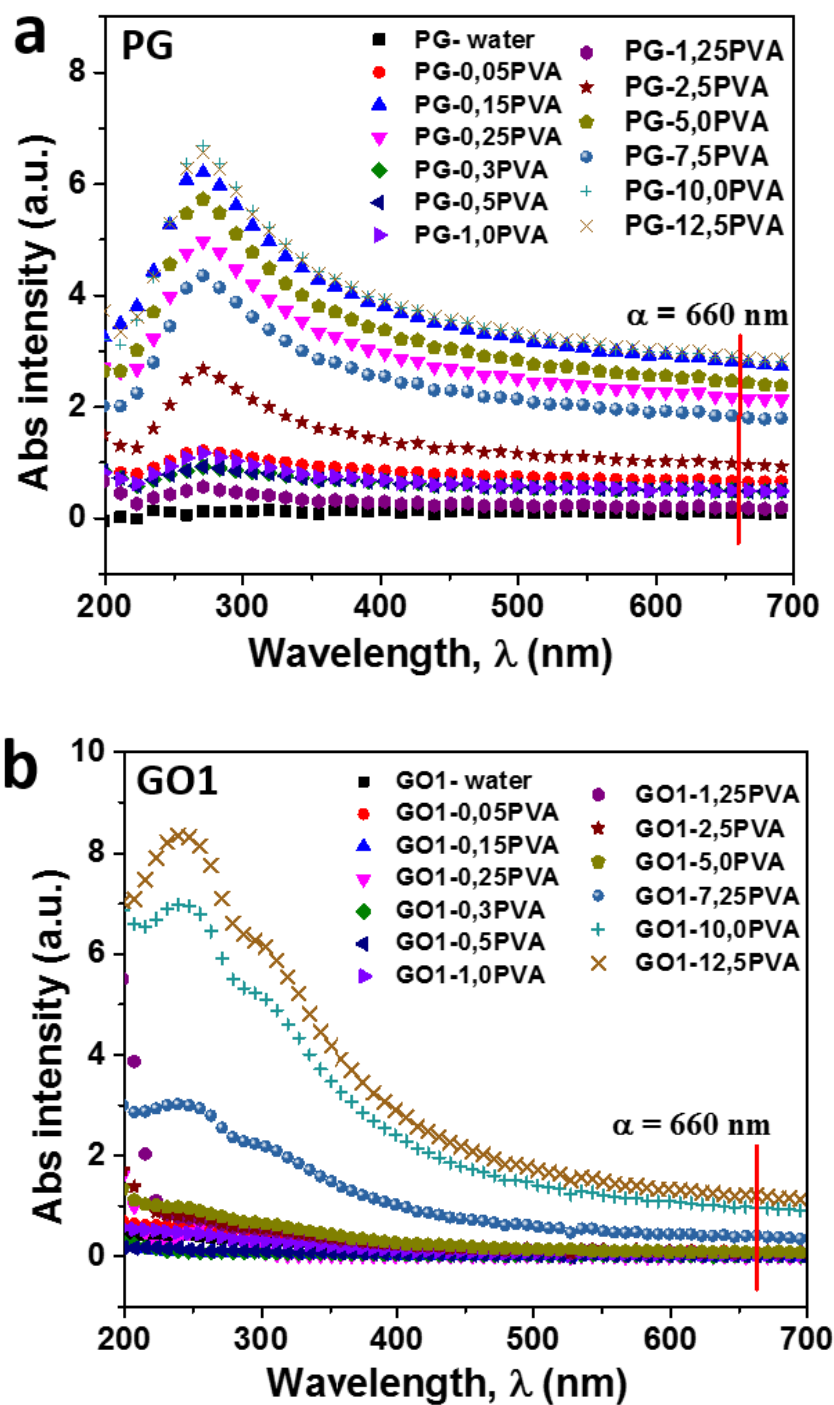 a
PG
PG- water
PG-0,05PVA
PG-0,15PVA
PG-0,25PVA
PG-0,3PVA
PG-0,5PVA
PG-1,0PVA
PG-1,25PVA
PG-2,5PVA
PG-5,0PVA
PG-7,5PVA
PG-10,0PVA
PG-12,5PVA
α = 660 nm
Abs intensity (a.u.)
8
6
4
2
0
200 300 400 500 600 700
Wavelength, λ (nm)
b
GO1
GO1- water
GO1-0,05PVA
GO1-0,15PVA
GO1-0,25PVA
GO1-0,3PVA
GO1-0,5PVA
GO1-1,0PVA
GO1-1,25PVA
GO1-2,5PVA
GO1-5,0PVA
GO1-7,25PVA
GO1-10,0PVA
GO1-12,5PVA
α = 660 nm
Abs intensity (a.u.)
10
8
6
4
2
0
200 300 400 500 600 700
Wavelength, λ (nm)